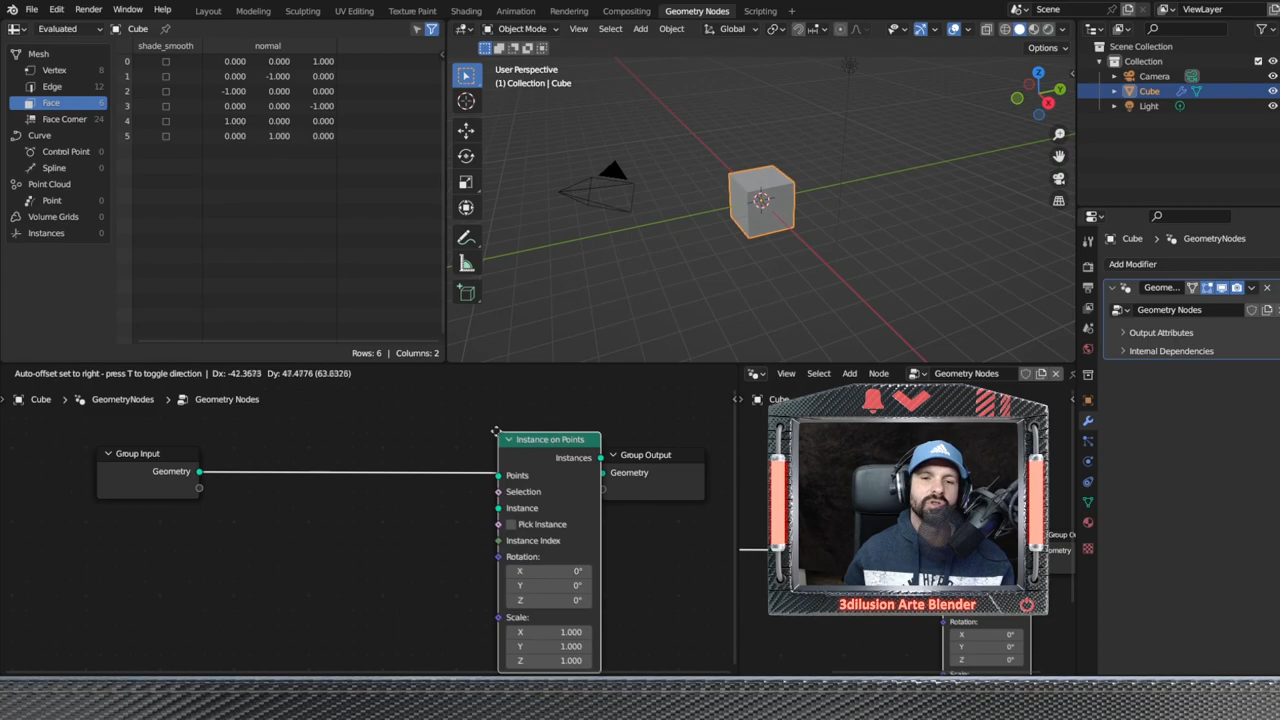 File Edit Render Window Help Layout Modeling Sculpting UV Editing Texture Paint Shading Animation Rendering Compositing Geometry Nodes Scripting + Scene ViewLayer
Evaluated Cube
shade_smooth normal
Mesh
Vertex 8
Edge 12
Face 6
Face Corner 24
Curve
Control Point 0
Spline 0
Point Cloud
Point 0
Volume Grids 0
Instances 0
0 0.000 0.000 1.000
1 0.000 -1.000 0.000
2 -1.000 0.000 0.000
3 0.000 0.000 -1.000
4 1.000 0.000 0.000
5 0.000 1.000 0.000
Rows: 6 | Columns: 2
Object Mode View Select Add Object Global
Options
User Perspective
(1) Collection | Cube
Z
Y
X
Scene Collection
Collection
Camera
Cube
Light
Cube > GeometryNodes
Add Modifier
Geome...
Geometry Nodes
Output Attributes
Internal Dependencies
Auto-offset set to right - press T to toggle direction | Dx: -42.3673 Dy: 47.4776 (63.6326)
Cube > GeometryNodes > Geometry Nodes
Group Input
Geometry
Instance on Points
Instances
Points
Selection
Instance
Pick Instance
Instance Index
Rotation:
X 0°
Y 0°
Z 0°
Scale:
X 1.000
Y 1.000
Z 1.000
Group Output
Geometry
View Select Add Node Geometry Nodes
Cube
Group Ou
eometry
3dilusion Arte Blender
Rotation:
X 0°
Y 0°
Z 0°